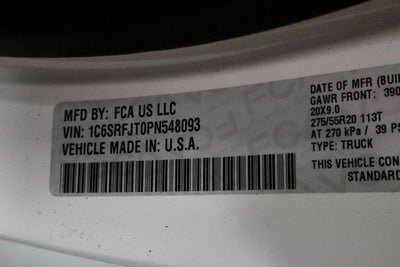 MFD BY: FCA US LLC
VIN: 1C6SRFJT0PN548093
VEHICLE MADE IN: U.S.A.
DATE OF MFR (BUI
GAWR FRONT: 390
20X9.0
275/55R20 113T
AT 270 kPa / 39 PS
TYPE: TRUCK
THIS VEHICLE CON
STANDARD